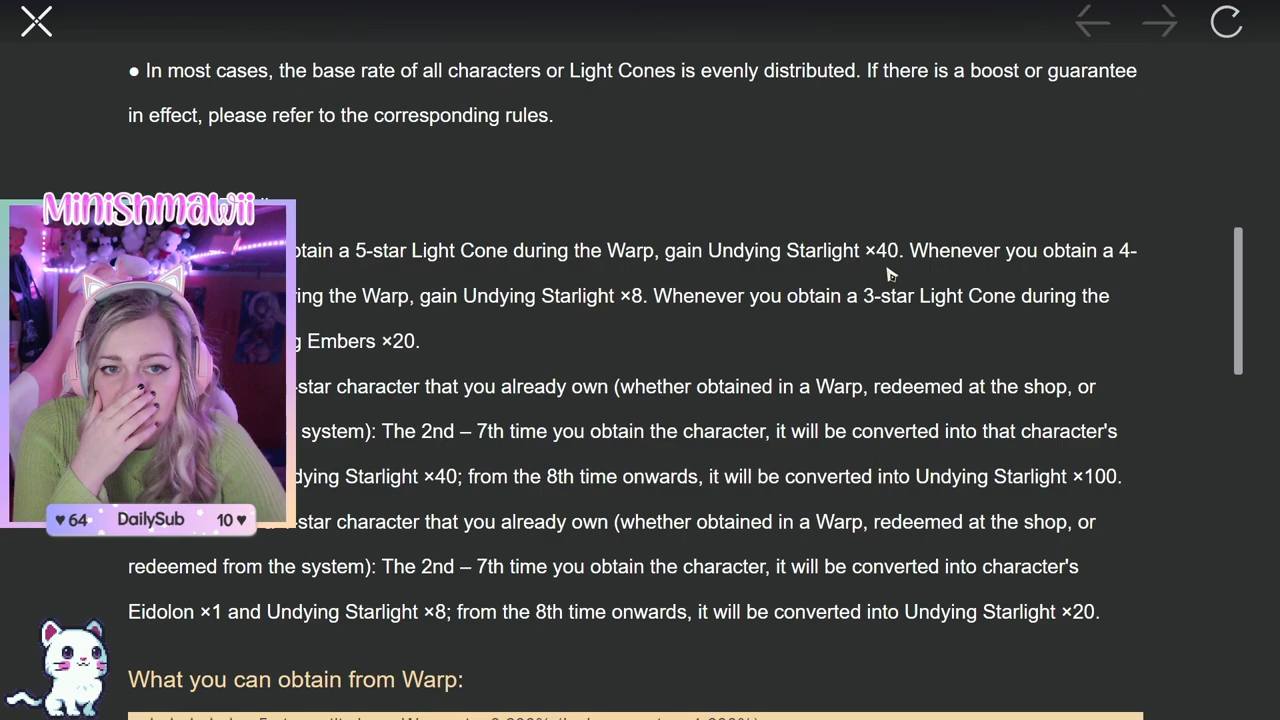 ● In most cases, the base rate of all characters or Light Cones is evenly distributed. If there is a boost or guarantee
in effect, please refer to the corresponding rules.
MiniShmawii
a 5-star Light Cone during the Warp, gain Undying Starlight ×40. Whenever you obtain a 4-
the Warp, gain Undying Starlight ×8. Whenever you obtain a 3-star Light Cone during the
Embers ×20.
-star character that you already own (whether obtained in a Warp, redeemed at the shop, or
system): The 2nd – 7th time you obtain the character, it will be converted into that character's
Starlight ×40; from the 8th time onwards, it will be converted into Undying Starlight ×100.
♥ 64 DailySub 10 ♥
-star character that you already own (whether obtained in a Warp, redeemed at the shop, or
redeemed from the system): The 2nd – 7th time you obtain the character, it will be converted into character's
Eidolon ×1 and Undying Starlight ×8; from the 8th time onwards, it will be converted into Undying Starlight ×20.
What you can obtain from Warp: